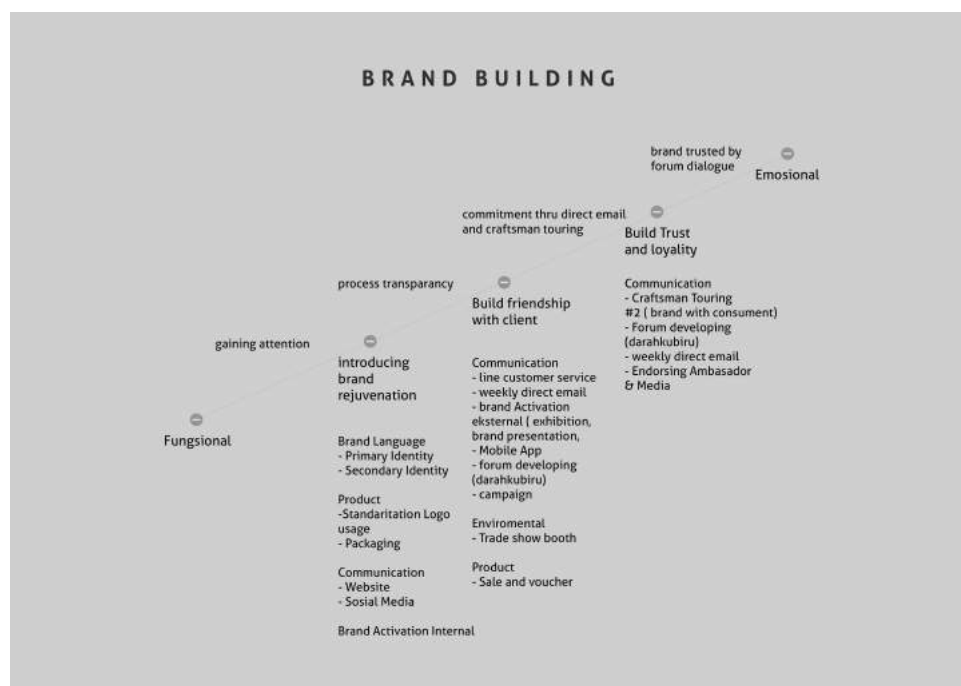 BRAND BUILDING
brand trusted by
forum dialogue
Emosional
commitment thru direct email
and craftsman touring
Build Trust
and loyality
Communication
- Craftsman Touring
#2 ( brand with consument)
- Forum developing
(darahkubiru)
- weekly direct email
- Endorsing Ambasador
& Media
process transparancy
Build friendship
with client
Communication
- line customer service
- weekly direct email
- brand Activation
eksternal ( exhibition,
brand presentation,
- Mobile App
- forum developing
(darahkubiru)
- campaign
Enviromental
- Trade show booth
Product
- Sale and voucher
gaining attention
introducing
brand
rejuvenation
Brand Language
- Primary Identity
- Secondary Identity
Product
-Standaritation Logo
usage
- Packaging
Communication
- Website
- Sosial Media
Brand Activation Internal
Fungsional